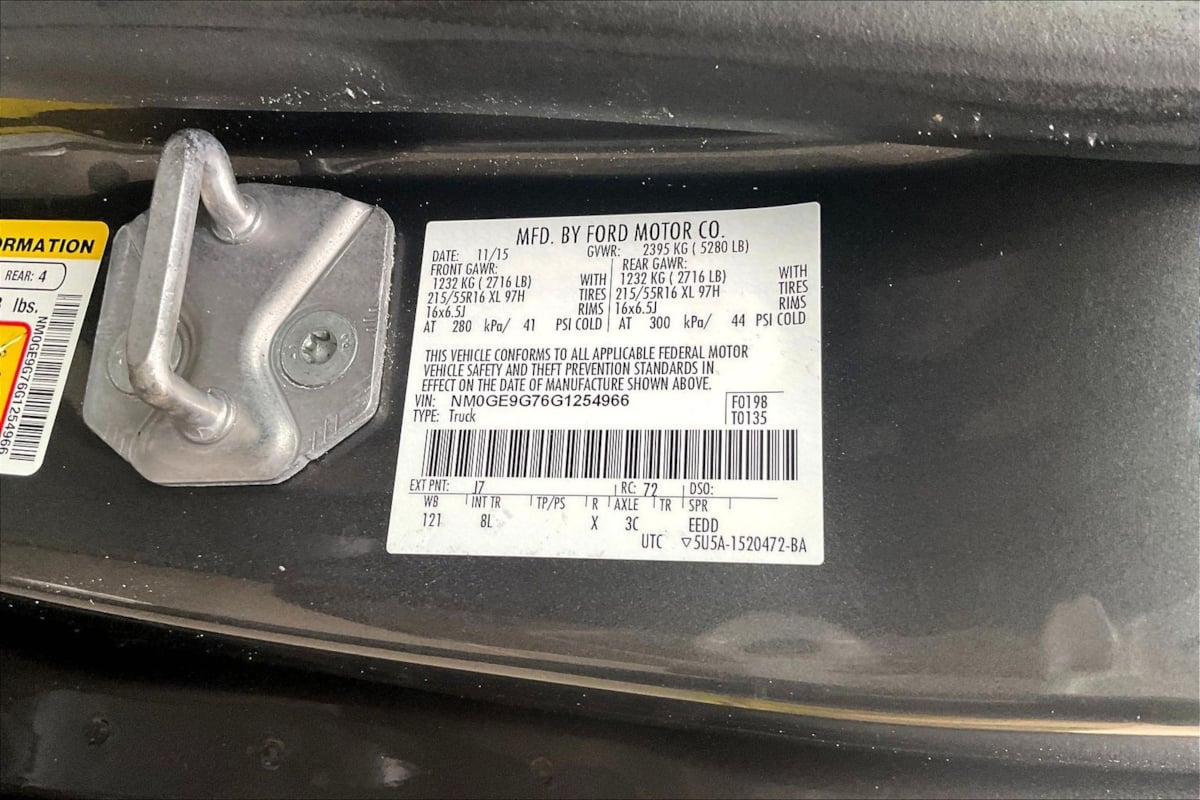 ORMATION
REAR: 4
lbs.
NM0GE9G76G1254966
MFD. BY FORD MOTOR CO.
DATE: 11/15 GVWR: 2395 KG ( 5280 LB)
FRONT GAWR: REAR GAWR:
1232 KG ( 2716 LB) WITH 1232 KG ( 2716 LB) WITH
215/55R16 XL 97H TIRES 215/55R16 XL 97H TIRES
16x6.5J RIMS 16x6.5J RIMS
AT 280 kPa/ 41 PSI COLD AT 300 kPa/ 44 PSI COLD
THIS VEHICLE CONFORMS TO ALL APPLICABLE FEDERAL MOTOR
VEHICLE SAFETY AND THEFT PREVENTION STANDARDS IN
EFFECT ON THE DATE OF MANUFACTURE SHOWN ABOVE.
VIN: NM0GE9G76G1254966 F0198
TYPE: Truck T0135
EXT PNT: J7 RC: 72 DSO:
WB INT TR TP/PS R AXLE TR SPR
121 8L X 3C EEDD
UTC ▽5U5A-1520472-BA